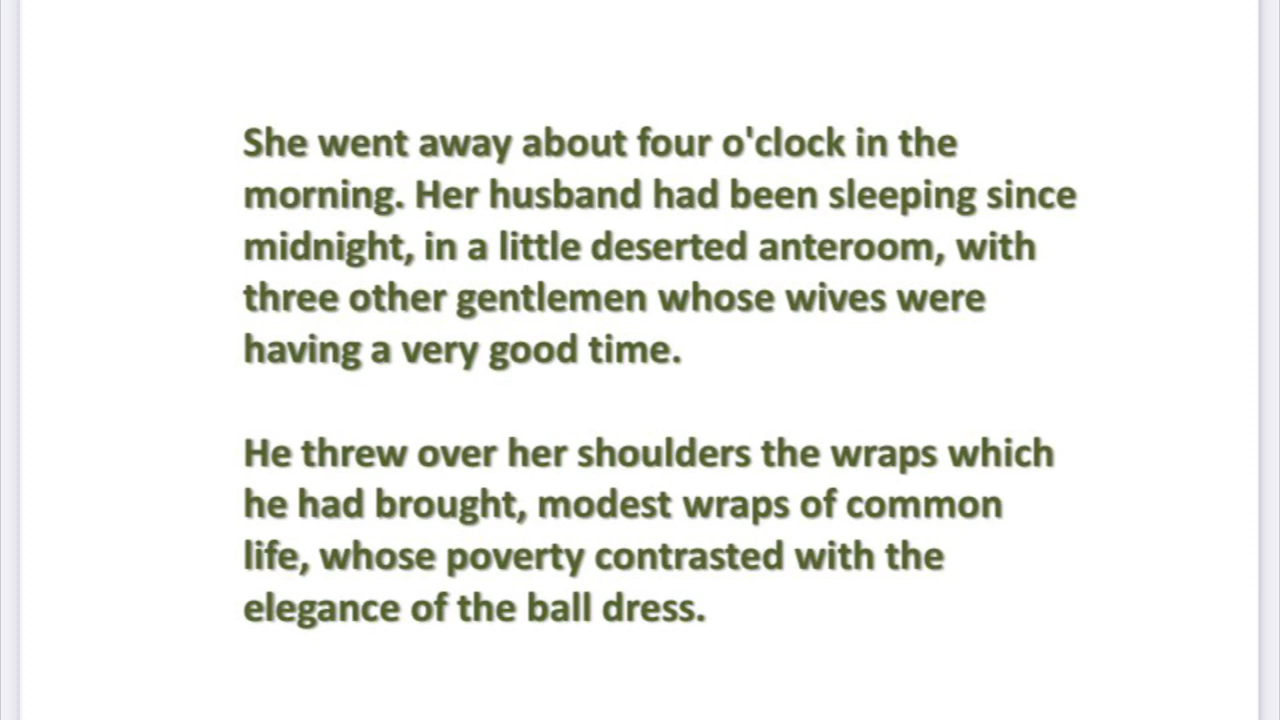 She went away about four o'clock in the
morning. Her husband had been sleeping since
midnight, in a little deserted anteroom, with
three other gentlemen whose wives were
having a very good time.
He threw over her shoulders the wraps which
he had brought, modest wraps of common
life, whose poverty contrasted with the
elegance of the ball dress.